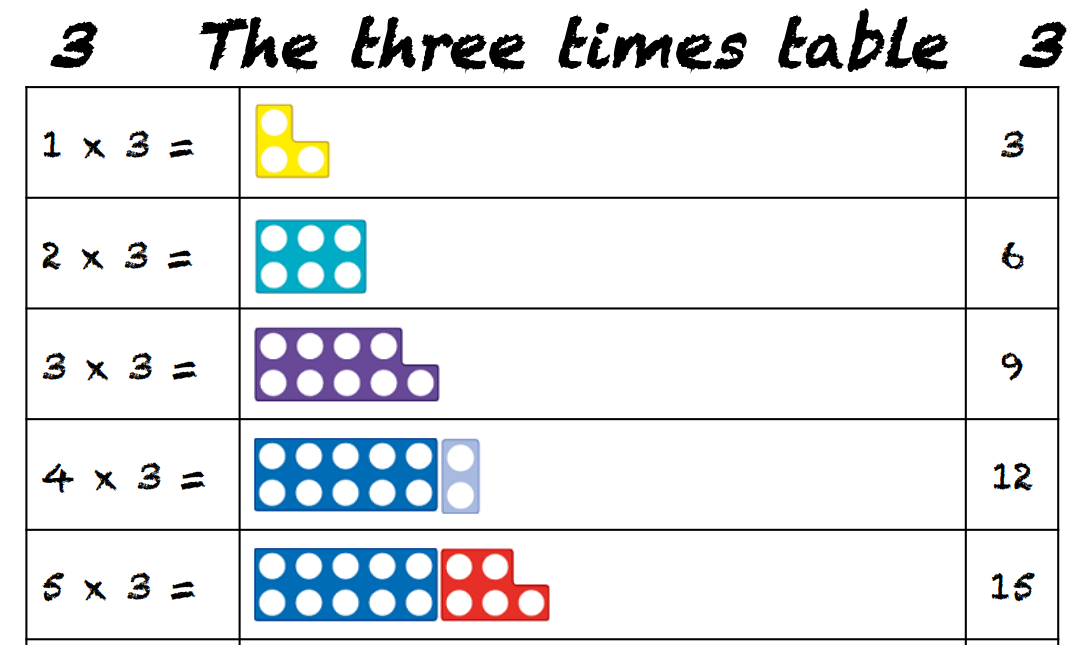 3 The three times table 3
1 x 3 = 3
2 x 3 = 6
3 x 3 = 9
4 x 3 = 12
5 x 3 = 15